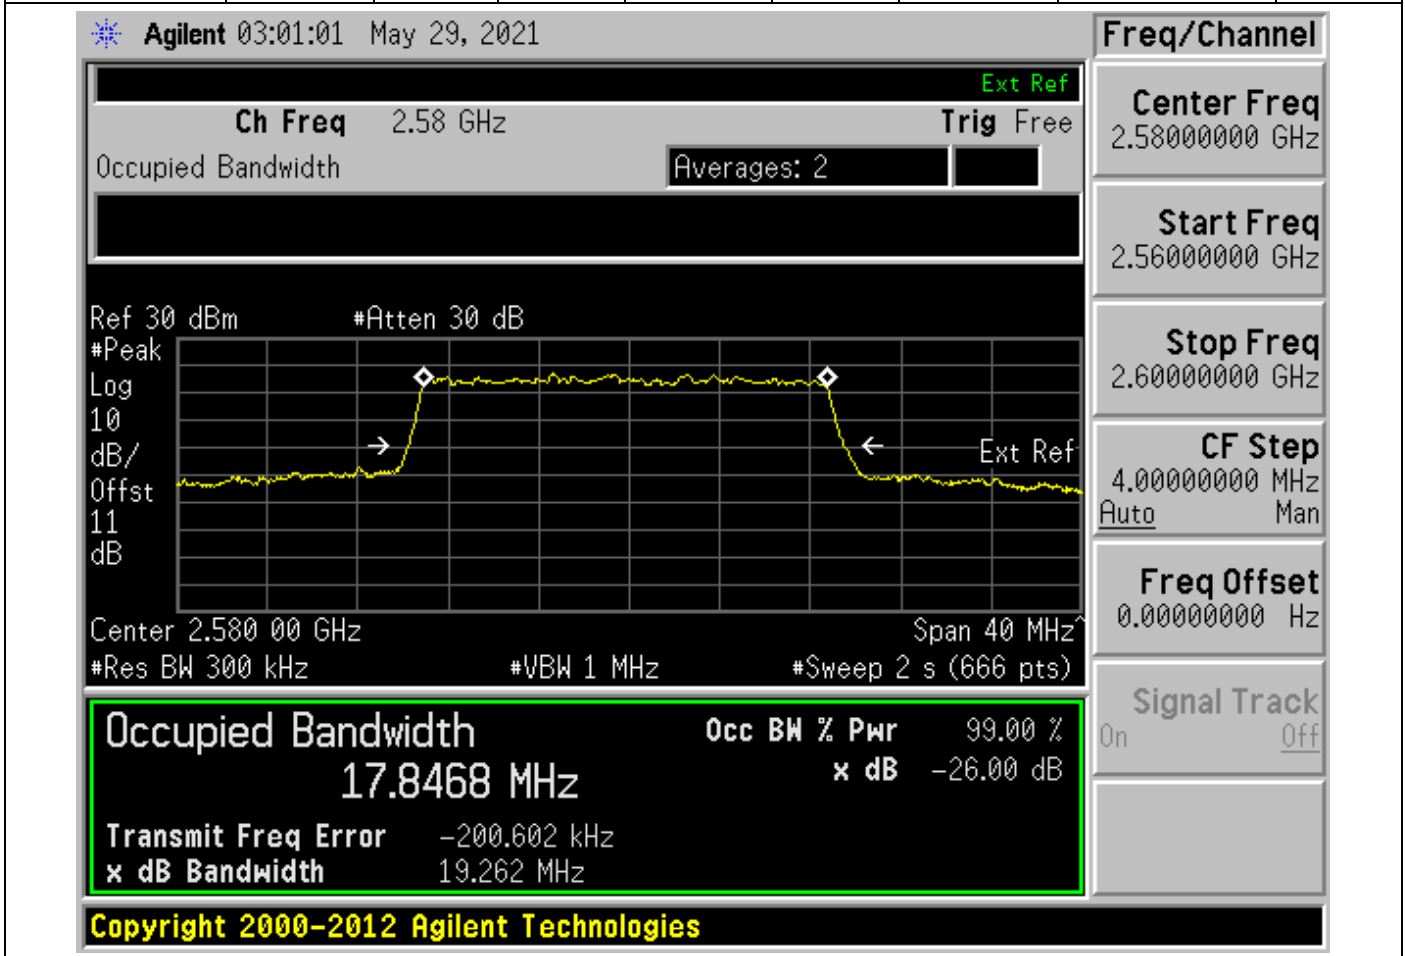 Agilent 03:01:01 May 29, 2021
Freq/Channel
Ext Ref
Ch Freq 2.58 GHz Trig Free
Occupied Bandwidth Averages: 2
Center Freq
2.58000000 GHz
Start Freq
2.56000000 GHz
Stop Freq
2.60000000 GHz
CF Step
4.00000000 MHz
Auto Man
Freq Offset
0.00000000 Hz
Signal Track
On Off
Ref 30 dBm #Atten 30 dB
#Peak
Log
10
dB/
Offst
11
dB
Ext Ref
Center 2.580 00 GHz Span 40 MHz^
#Res BW 300 kHz #VBW 1 MHz #Sweep 2 s (666 pts)
Occupied Bandwidth
17.8468 MHz
Occ BW % Pwr 99.00 %
x dB -26.00 dB
Transmit Freq Error -200.602 kHz
x dB Bandwidth 19.262 MHz
Copyright 2000-2012 Agilent Technologies